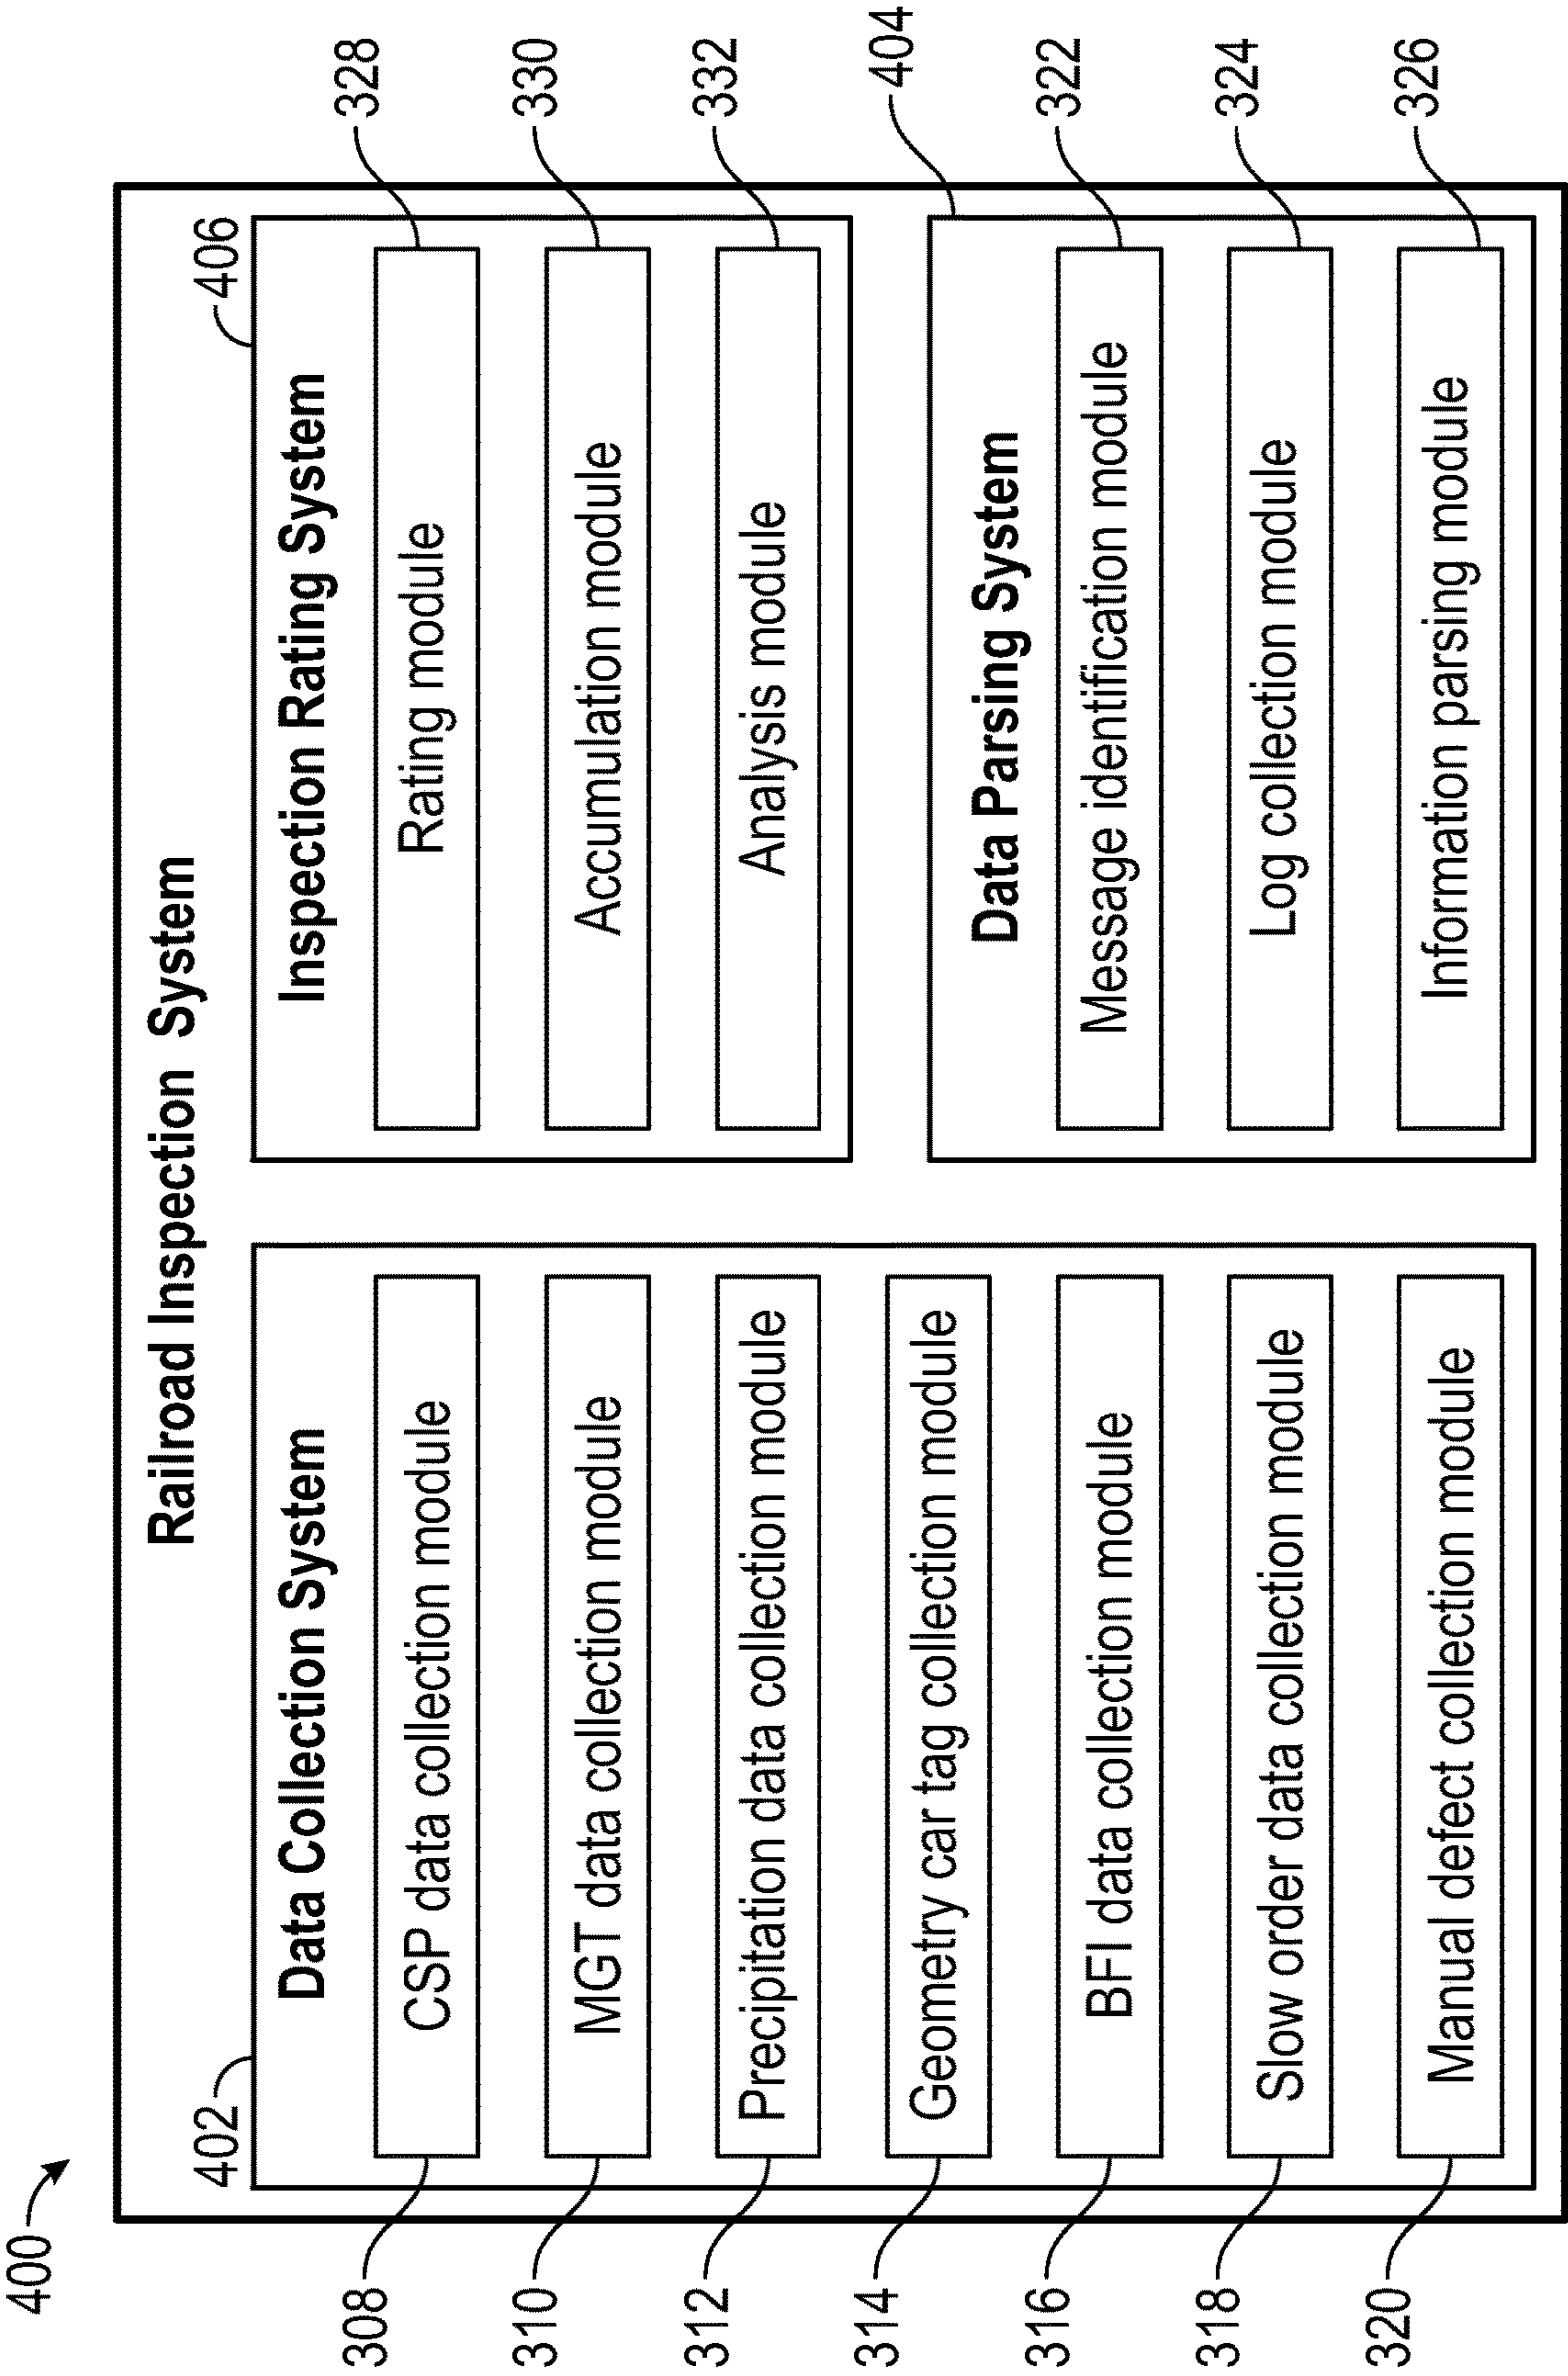 400
Railroad Inspection System
402
Data Collection System
308
CSP data collection module
310
MGT data collection module
312
Precipitation data collection module
314
Geometry car tag collection module
316
BFI data collection module
318
Slow order data collection module
320
Manual defect collection module
406
Inspection Rating System
Rating module
328
Accumulation module
330
Analysis module
332
404
Data Parsing System
Message identification module
322
Log collection module
324
Information parsing module
326